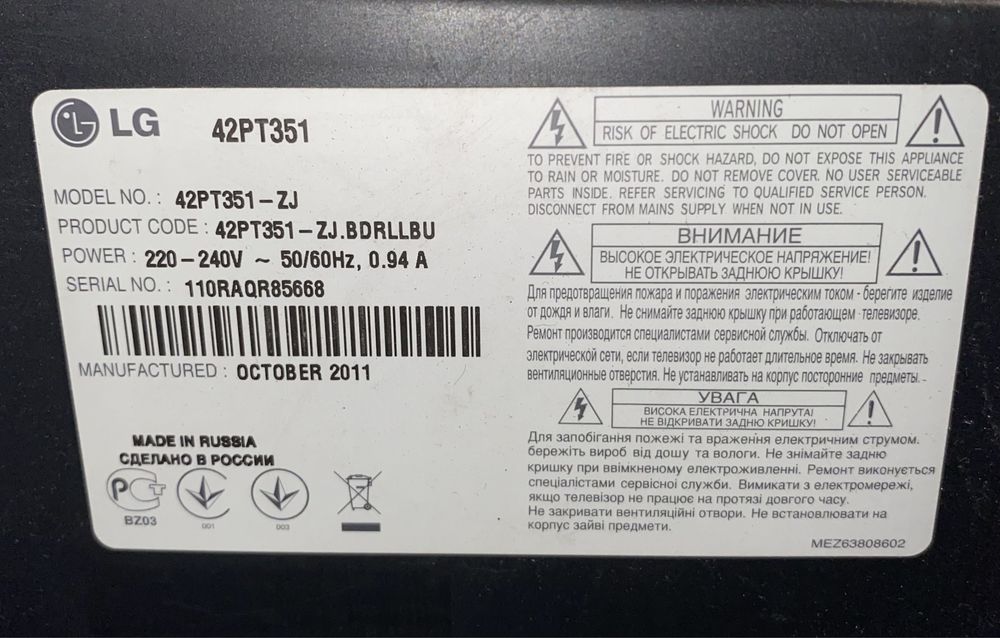 LG 42PT351
MODEL NO. : 42PT351-ZJ
PRODUCT CODE : 42PT351-ZJ.BDRLLBU
POWER : 220-240V ~ 50/60Hz, 0.94 A
SERIAL NO. : 110RAQR85668
MANUFACTURED : OCTOBER 2011
MADE IN RUSSIA
СДЕЛАНО В РОССИИ
РСТ
BZ03
001
003
WARNING
RISK OF ELECTRIC SHOCK DO NOT OPEN
TO PREVENT FIRE OR SHOCK HAZARD, DO NOT EXPOSE THIS APPLIANCE
TO RAIN OR MOISTURE. DO NOT REMOVE COVER. NO USER SERVICEABLE
PARTS INSIDE. REFER SERVICING TO QUALIFIED SERVICE PERSON.
DISCONNECT FROM MAINS SUPPLY WHEN NOT IN USE.
ВНИМАНИЕ
ВЫСОКОЕ ЭЛЕКТРИЧЕСКОЕ НАПРЯЖЕНИЕ!
НЕ ОТКРЫВАТЬ ЗАДНЮЮ КРЫШКУ!
Для предотвращения пожара и поражения электрическим током - берегите изделие
от дождя и влаги. Не снимайте заднюю крышку при работающем - телевизоре.
Ремонт производится специалистами сервисной службы. Отключать от
электрической сети, если телевизор не работает длительное время. Не закрывать
вентиляционные отверстия. Не устанавливать на корпус посторонние предметы.
УВАГА
ВИСОКА ЕЛЕКТРИЧНА НАПРУГА!
НЕ ВІДКРИВАТИ ЗАДНЮ КРИШКУ!
Для запобігання пожежі та враження електричним струмом.
бережіть виріб від дошу та вологи. Не знімайте задню
кришку при ввімкненому електроживленні. Ремонт виконується
спеціалістами сервісної служби. Вимикати з електромережі,
якщо телевізор не працює на протязі довгого часу.
Не закривати вентиляційні отвори. Не встановлювати на
корпус зайві предмети.
MEZ63808602